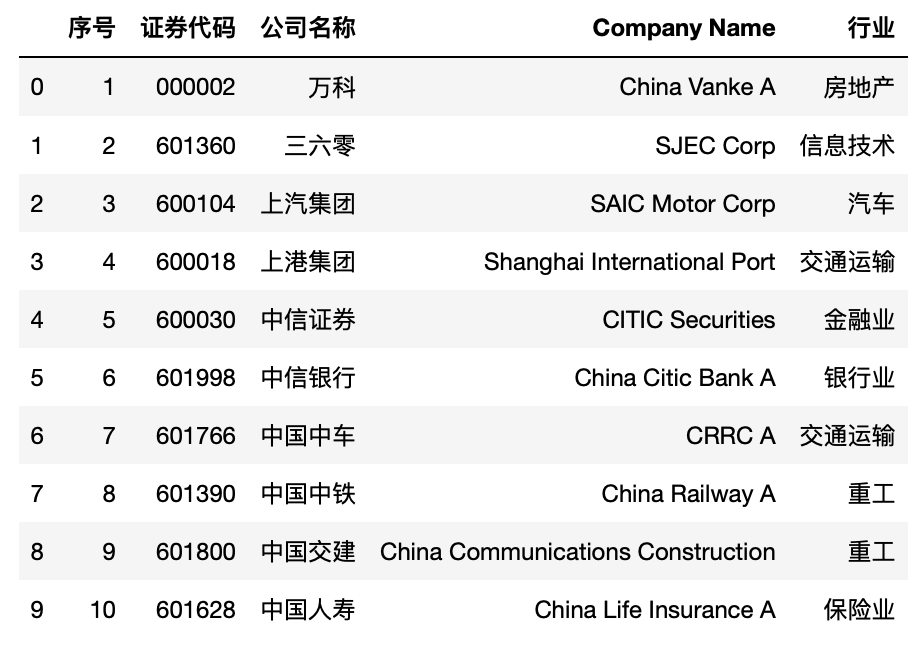 序号 证券代码 公司名称 Company Name 行业
0 1 000002 万科 China Vanke A 房地产
1 2 601360 三六零 SJEC Corp 信息技术
2 3 600104 上汽集团 SAIC Motor Corp 汽车
3 4 600018 上港集团 Shanghai International Port 交通运输
4 5 600030 中信证券 CITIC Securities 金融业
5 6 601998 中信银行 China Citic Bank A 银行业
6 7 601766 中国中车 CRRC A 交通运输
7 8 601390 中国中铁 China Railway A 重工
8 9 601800 中国交建 China Communications Construction 重工
9 10 601628 中国人寿 China Life Insurance A 保险业